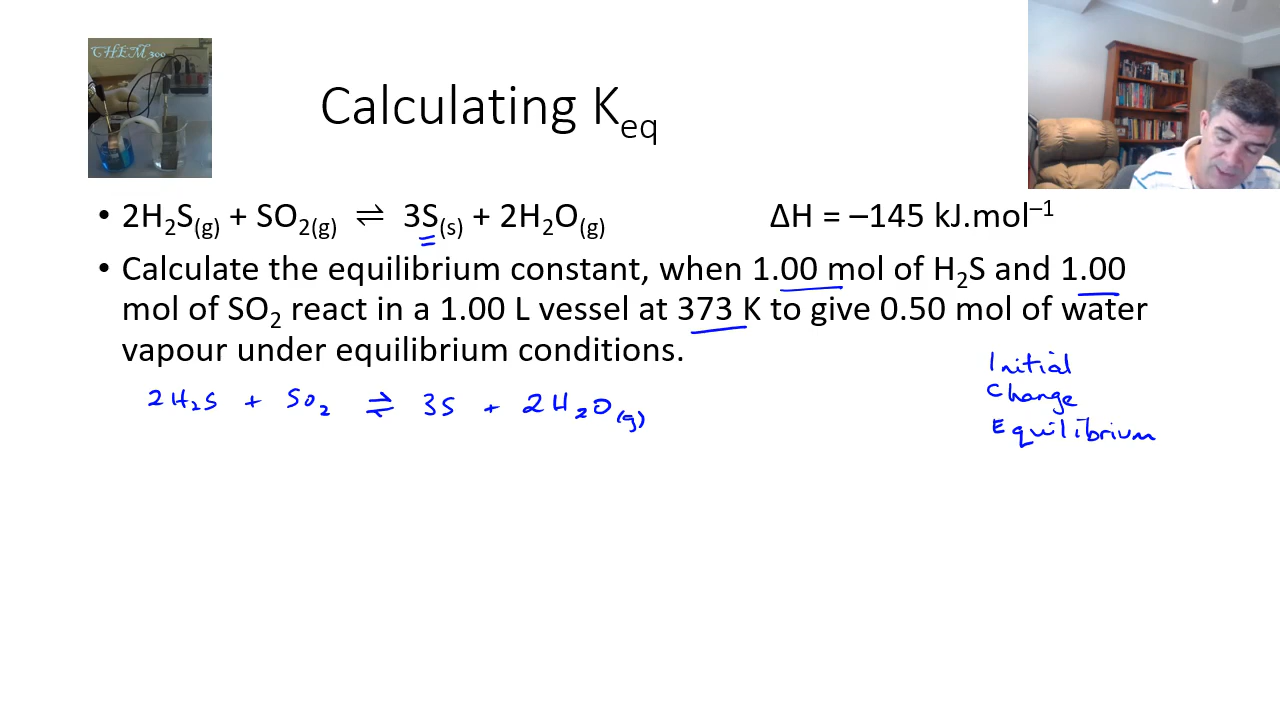 CHEM300
Calculating Keq
• 2H₂S(g) + SO₂(g) ⇌ 3S(s) + 2H₂O(g) ΔH = –145 kJ.mol⁻¹
• Calculate the equilibrium constant, when 1.00 mol of H₂S and 1.00
mol of SO₂ react in a 1.00 L vessel at 373 K to give 0.50 mol of water
vapour under equilibrium conditions.
Initial
Change
Equilibrium
2H₂S + SO₂ ⇌ 3S + 2H₂O(g)